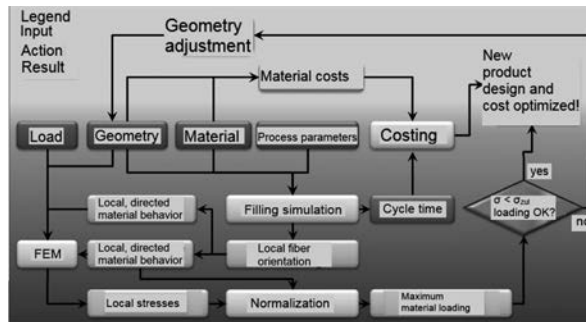 Legend
Input
Action
Result
Geometry
adjustment
Material costs
New
product
design and
cost optimized!
Load
Geometry
Material
Process parameters
Costing
yes
Local, directed
material behavior
Filling simulation
Cycle time
σ < σzul
loading OK?
no
FEM
Local, directed
material behavior
Local fiber
orientation
Local stresses
Normalization
Maximum
material loading